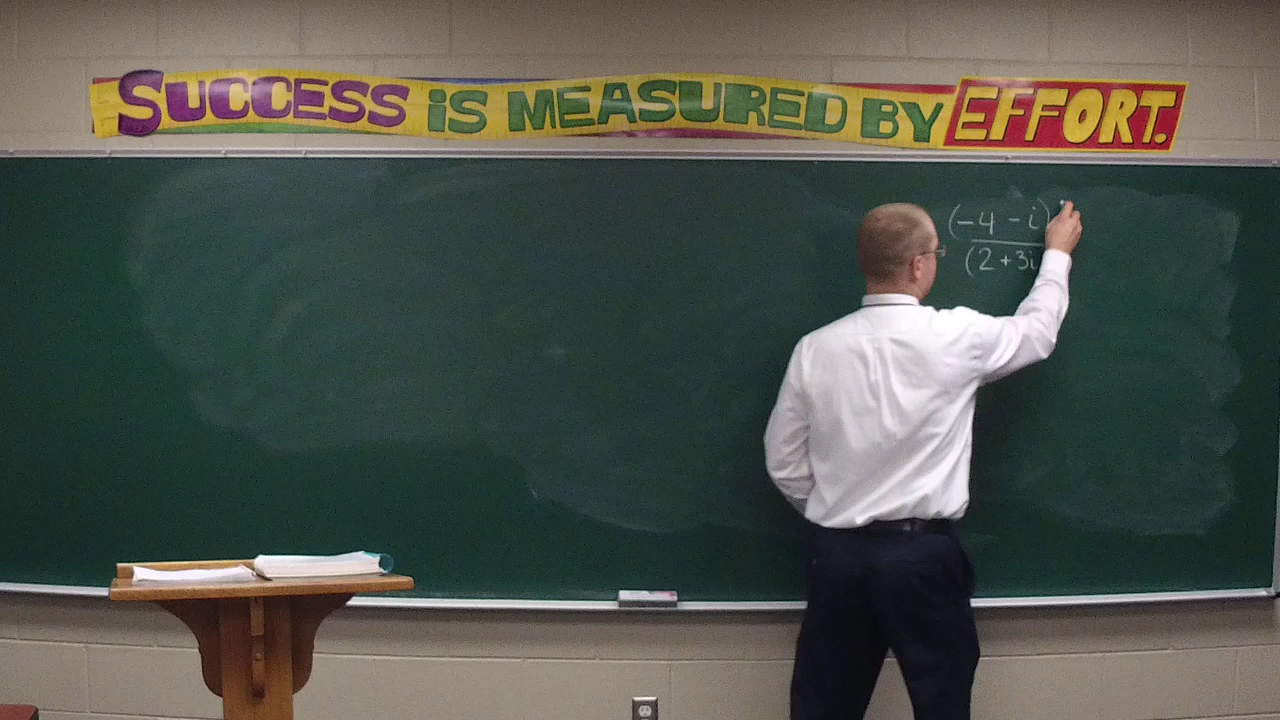 SUCCESS iS MEASURED BY EFFORT.
(-4 - i)
(2 + 3i